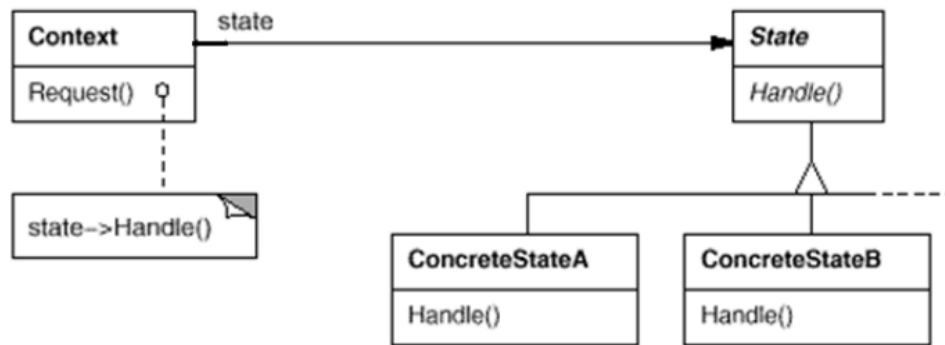 state
Context
State
Request()
Handle()
state->Handle()
ConcreteStateA
ConcreteStateB
Handle()
Handle()